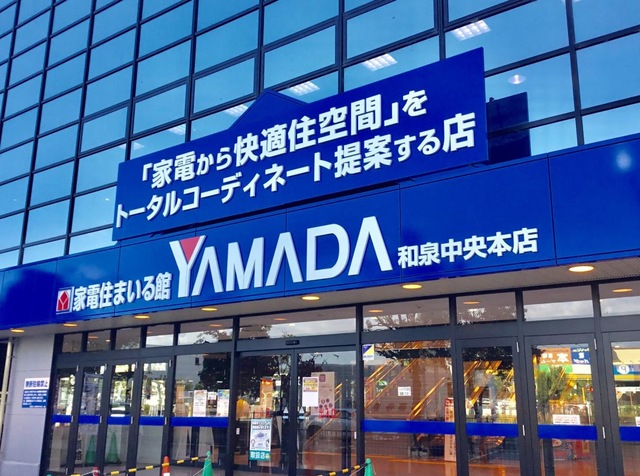 「家電から快適住空間」を
トータルコーディネート提案する店
家電住まいる館 YAMADA 和泉中央本店